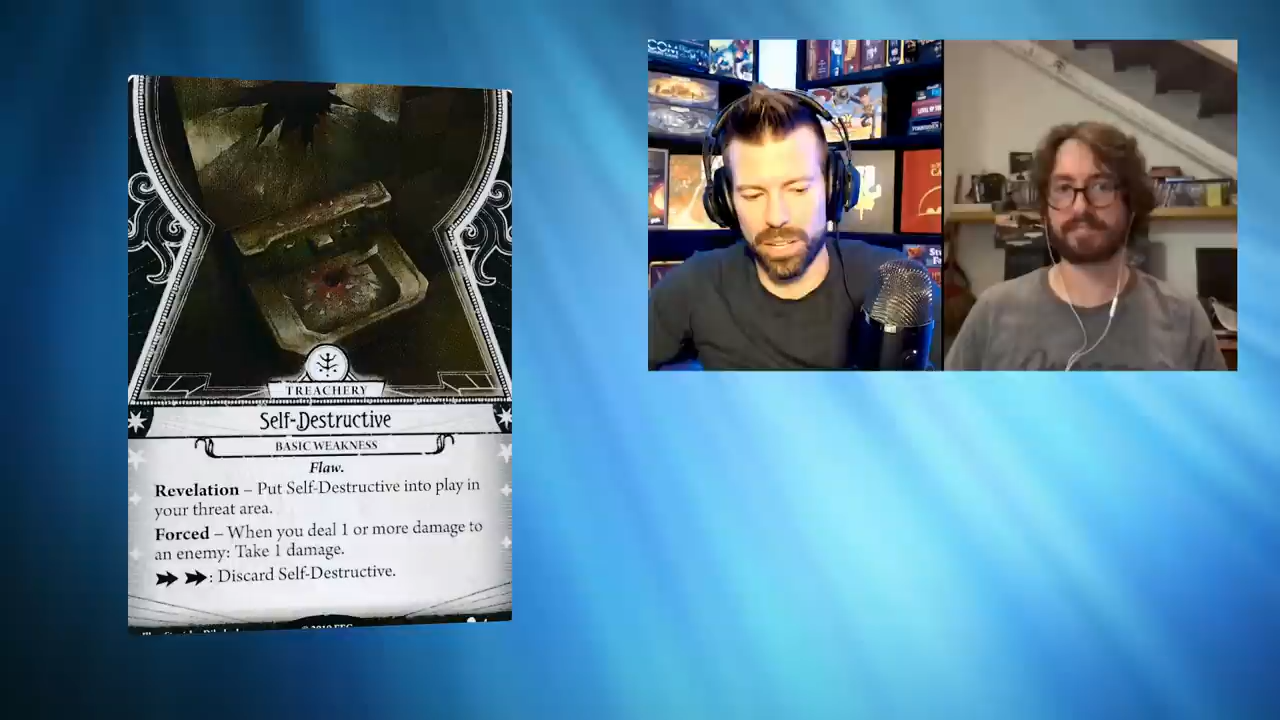 TREACHERY
Self-Destructive
BASIC WEAKNESS
Flaw.
Revelation – Put Self-Destructive into play in
your threat area.
Forced – When you deal 1 or more damage to
an enemy: Take 1 damage.
: Discard Self-Destructive.